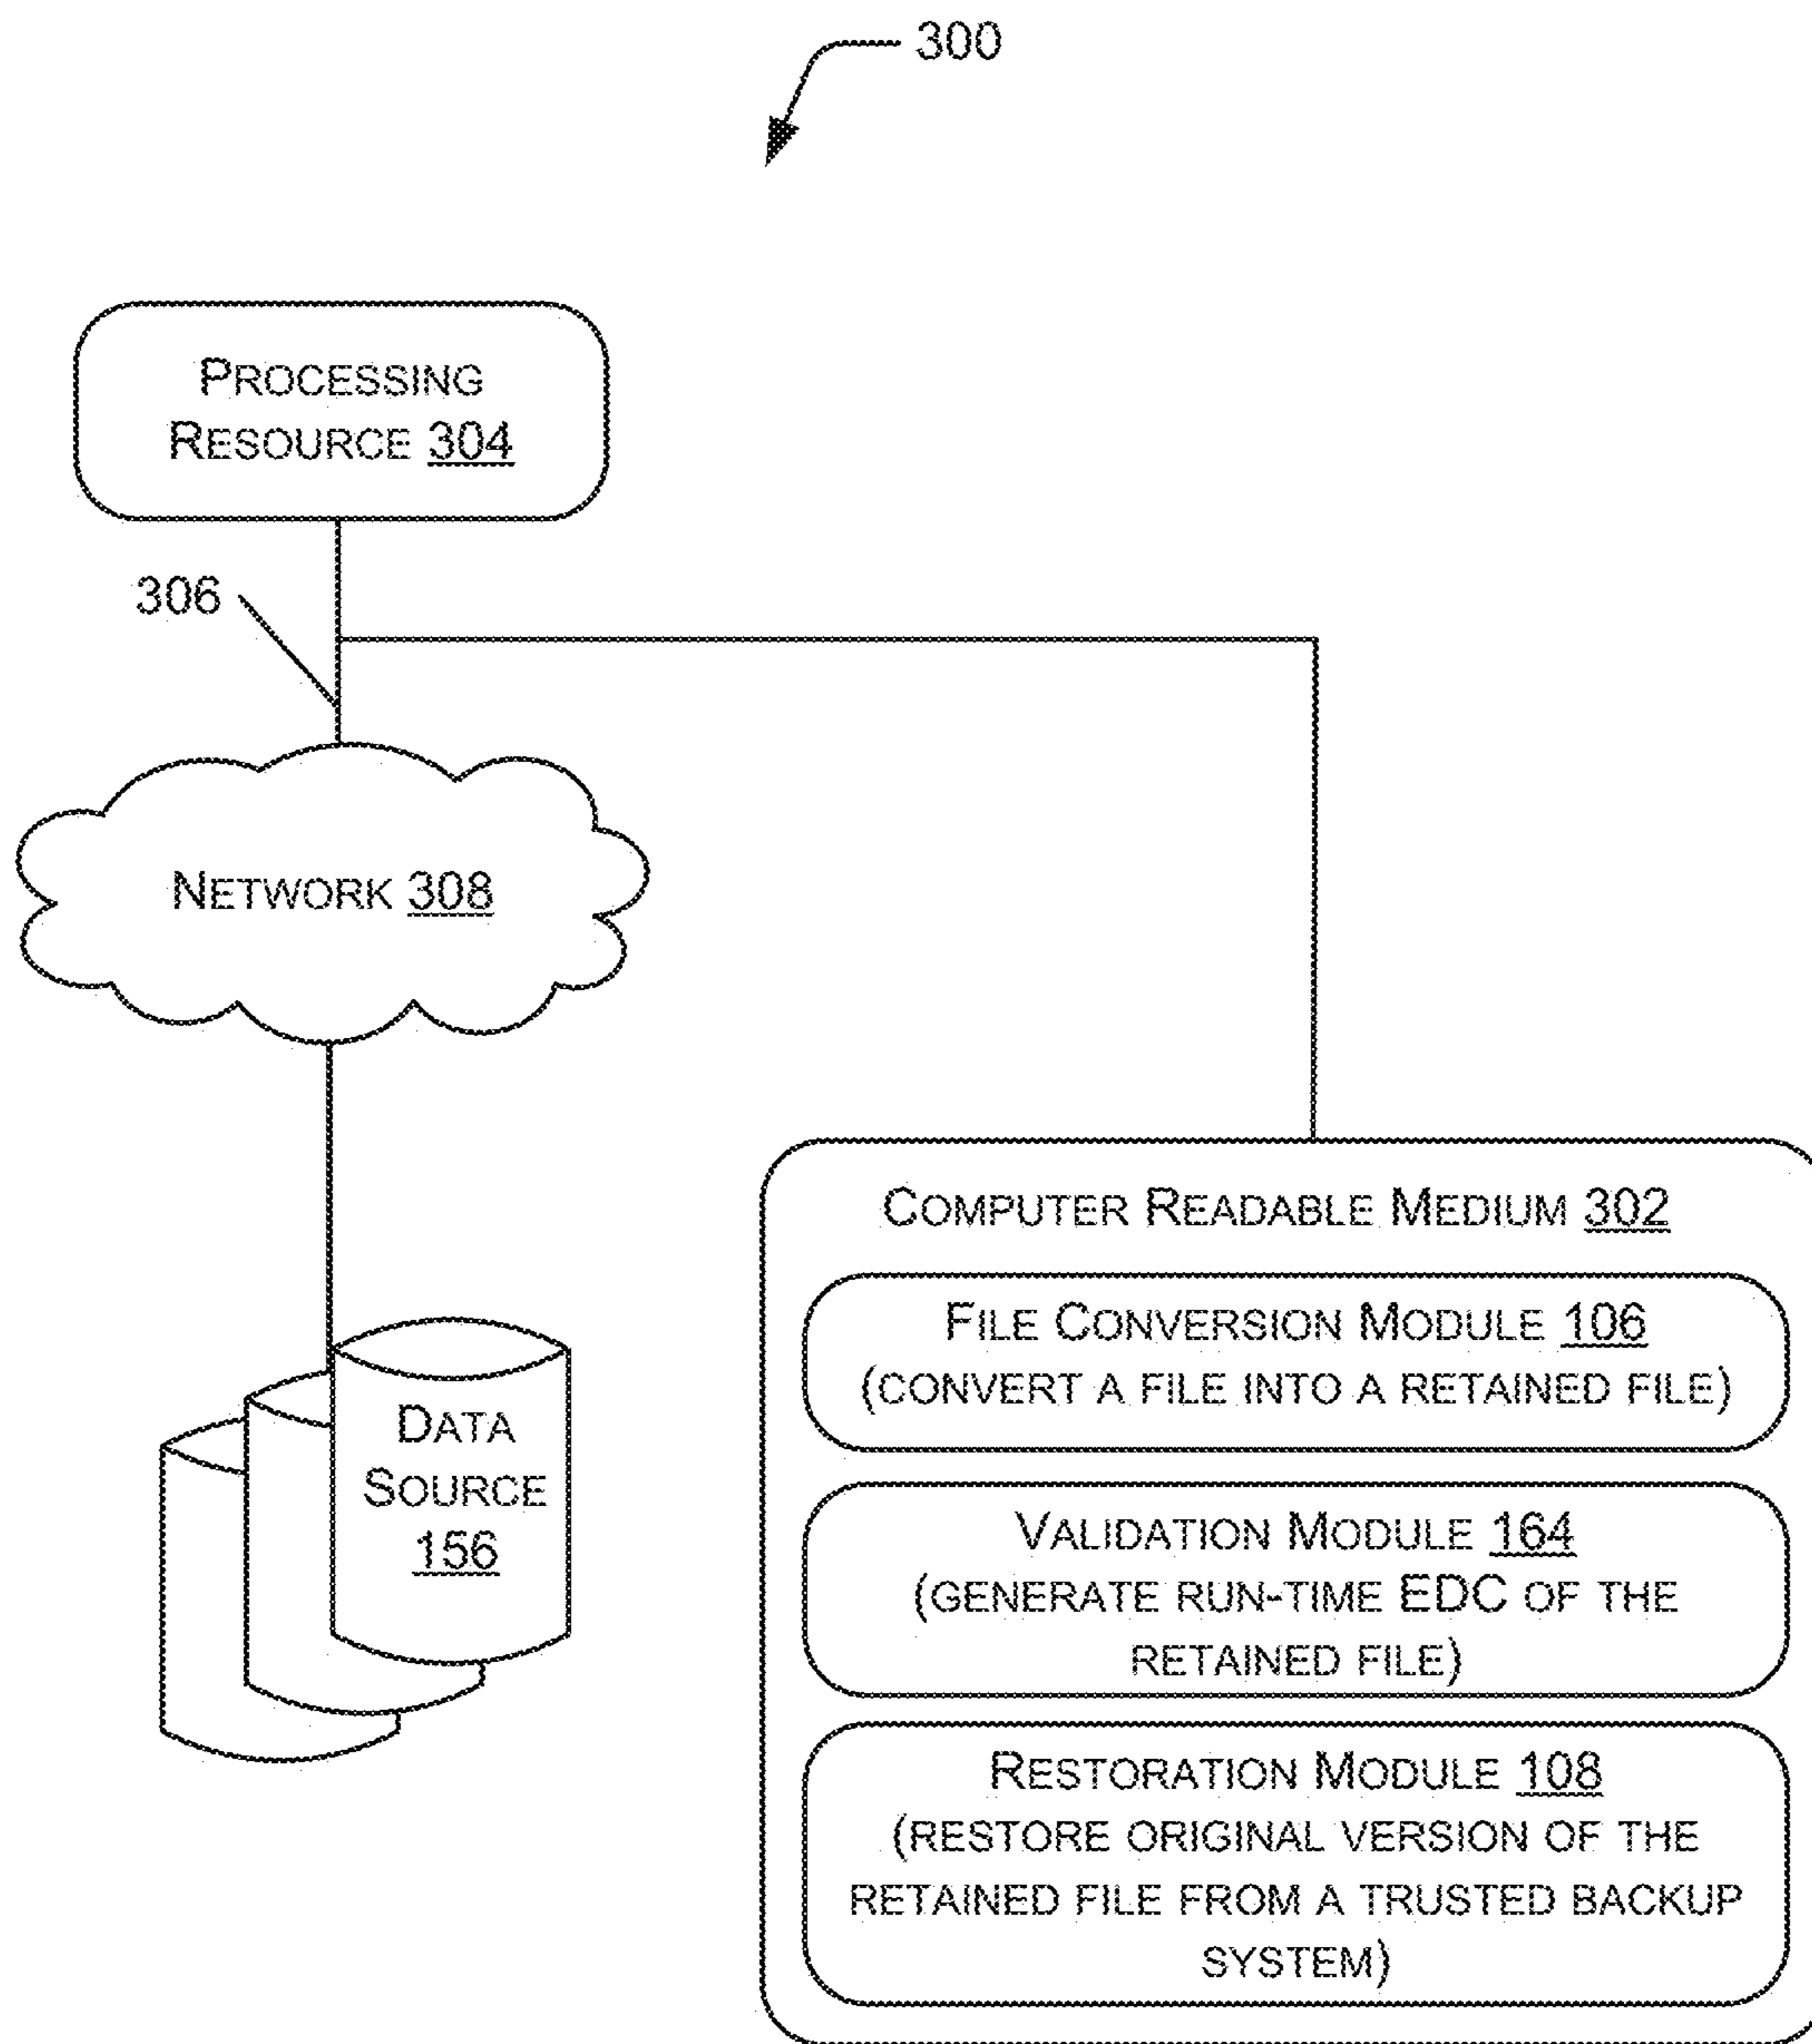 300
PROCESSING
RESOURCE 304
306
NETWORK 308
DATA
SOURCE
156
COMPUTER READABLE MEDIUM 302
FILE CONVERSION MODULE 106
(CONVERT A FILE INTO A RETAINED FILE)
VALIDATION MODULE 164
(GENERATE RUN-TIME EDC OF THE
RETAINED FILE)
RESTORATION MODULE 108
(RESTORE ORIGINAL VERSION OF THE
RETAINED FILE FROM A TRUSTED BACKUP
SYSTEM)